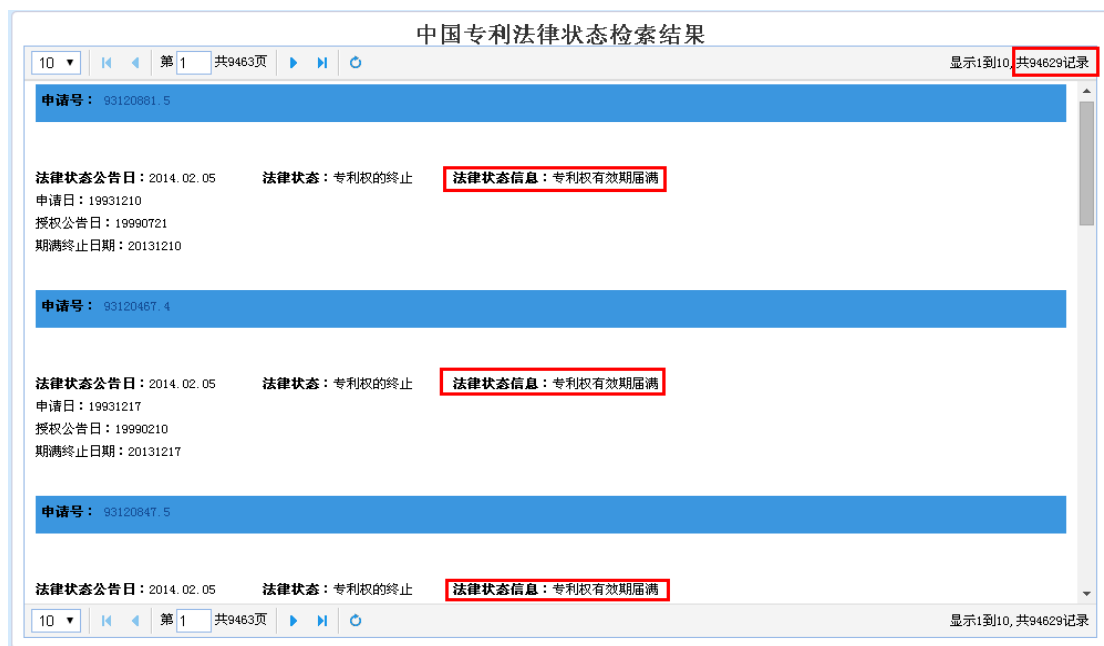 中国专利法律状态检索结果
10 第 1 共9463页 显示1到10, 共94629记录
申请号： 93120881.5
法律状态公告日：2014.02.05 法律状态：专利权的终止 法律状态信息：专利权有效期届满
申请日：19931210
授权公告日：19990721
期满终止日期：20131210
申请号： 93120467.4
法律状态公告日：2014.02.05 法律状态：专利权的终止 法律状态信息：专利权有效期届满
申请日：19931217
授权公告日：19990210
期满终止日期：20131217
申请号： 93120847.5
法律状态公告日：2014.02.05 法律状态：专利权的终止 法律状态信息：专利权有效期届满
10 第 1 共9463页 显示1到10, 共94629记录